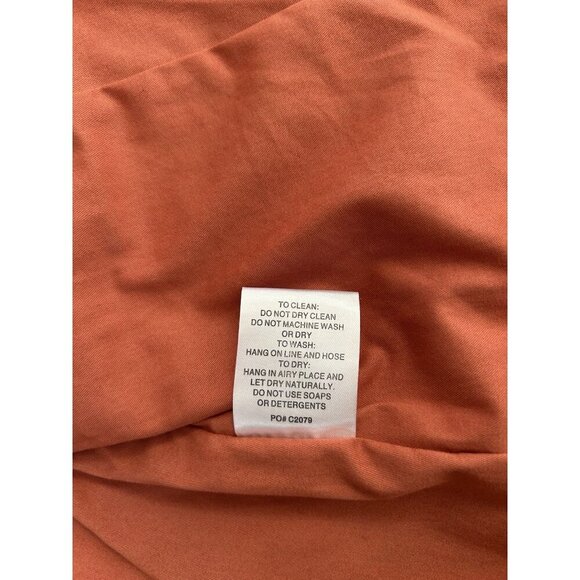 TO CLEAN:
DO NOT DRY CLEAN
DO NOT MACHINE WASH
OR DRY
TO WASH:
HANG ON LINE AND HOSE
TO DRY:
HANG IN AIRY PLACE AND
LET DRY NATURALLY.
DO NOT USE SOAPS
OR DETERGENTS
PO# C2079